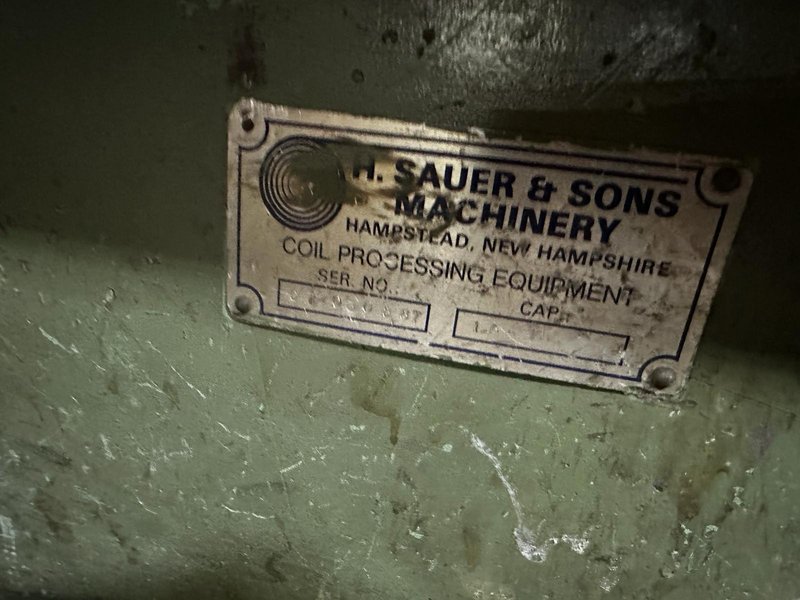 H. SAUER & SONS
MACHINERY
HAMPSTEAD, NEW HAMPSHIRE
COIL PROCESSING EQUIPMENT
SER. NO.
CAP.